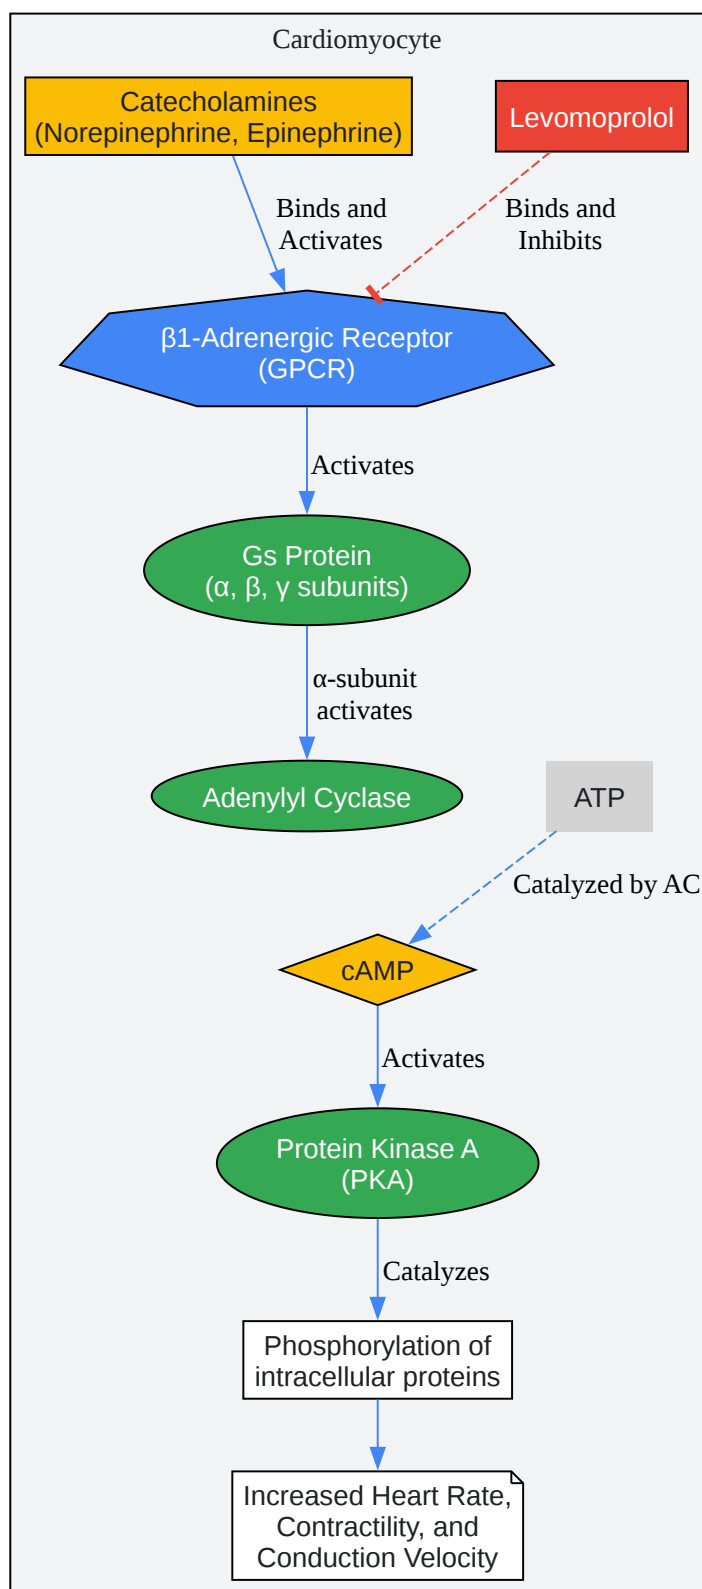 Cardiomyocyte
Catecholamines
(Norepinephrine, Epinephrine)
Levomoprolol
Binds and
Activates
Binds and
Inhibits
β1-Adrenergic Receptor
(GPCR)
Activates
Gs Protein
(α, β, γ subunits)
α-subunit
activates
Adenylyl Cyclase
ATP
Catalyzed by AC
cAMP
Activates
Protein Kinase A
(PKA)
Catalyzes
Phosphorylation of
intracellular proteins
Increased Heart Rate,
Contractility, and
Conduction Velocity